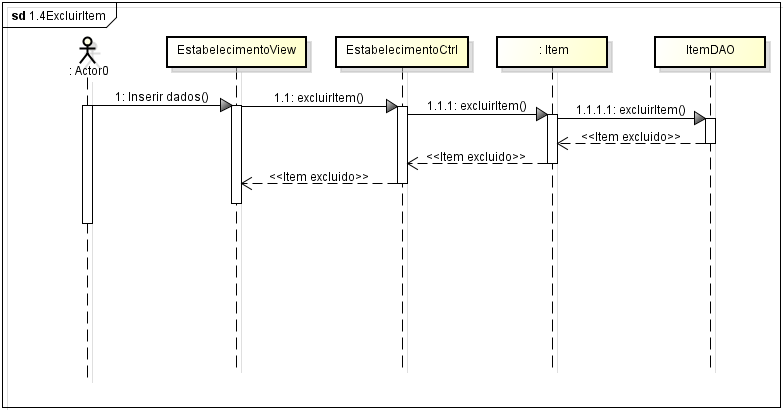 sd 1.4ExcluirItem
: Actor0
EstabelecimentoView
EstabelecimentoCtrl
: Item
ItemDAO
1: Inserir dados()
1.1: excluirItem()
1.1.1: excluirItem()
1.1.1.1: excluirItem()
<<Item excluido>>
<<Item excluido>>
<<Item excluido>>